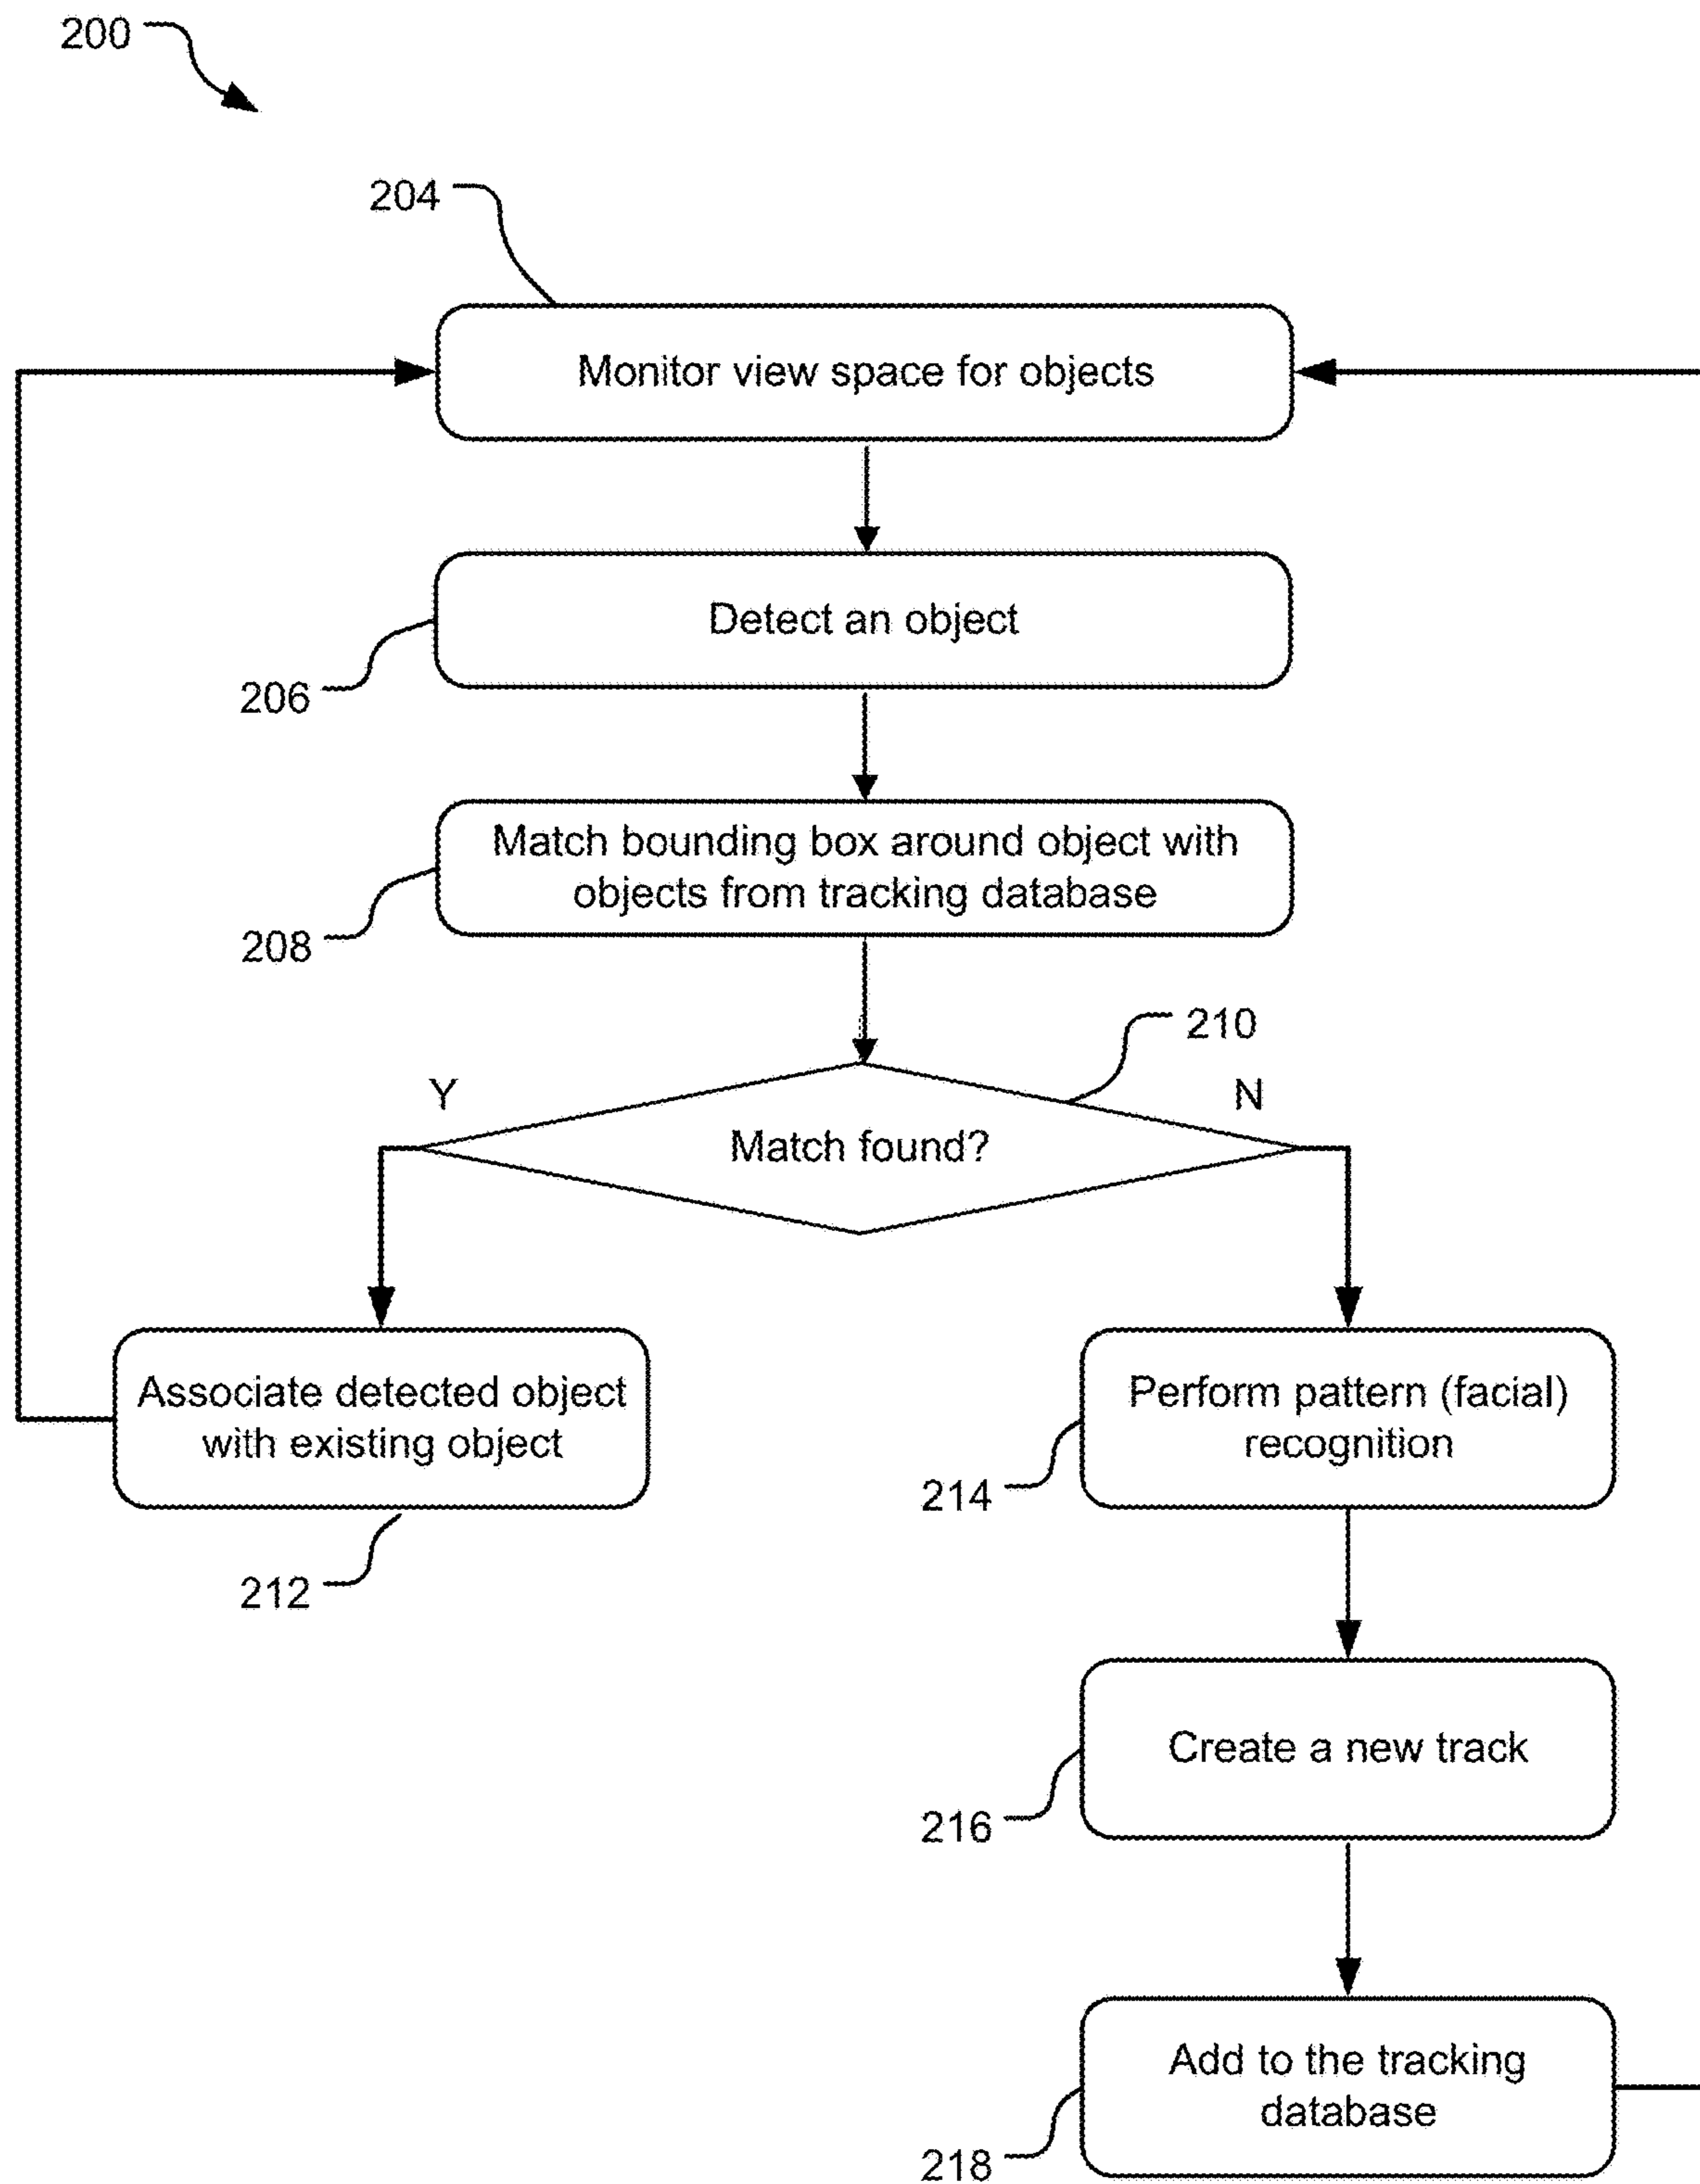 200
204
Monitor view space for objects
Detect an object
206
Match bounding box around object with
objects from tracking database
208
210
Y
N
Match found?
Associate detected object
with existing object
212
Perform pattern (facial)
recognition
214
Create a new track
216
Add to the tracking
database
218